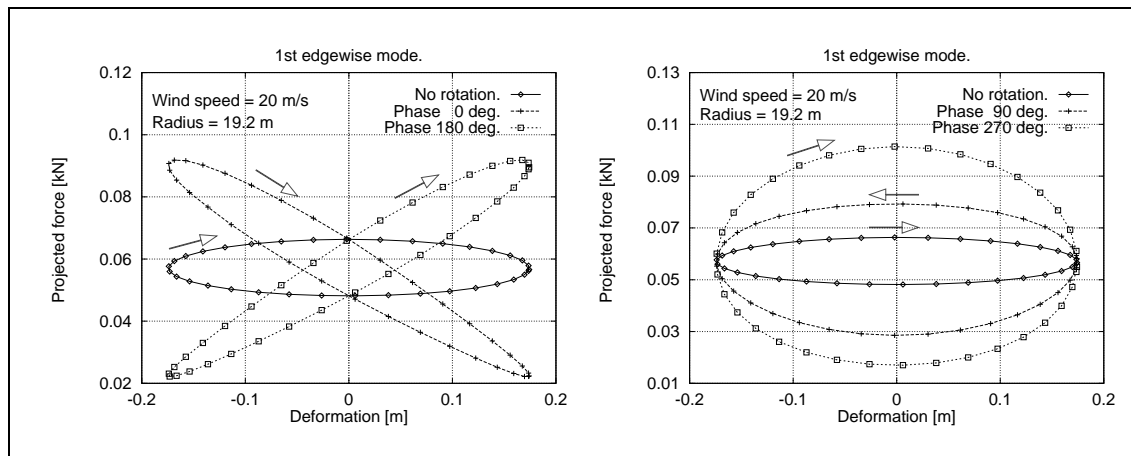 1st edgewise mode.
Projected force [kN]
0.12
0.1
0.08
0.06
0.04
0.02
Wind speed = 20 m/s
Radius = 19.2 m
No rotation.
Phase 0 deg.
Phase 180 deg.
-0.2
-0.1
0
0.1
0.2
Deformation [m]
1st edgewise mode.
Projected force [kN]
0.13
0.11
0.09
0.07
0.05
0.03
0.01
Wind speed = 20 m/s
Radius = 19.2 m
No rotation.
Phase 90 deg.
Phase 270 deg.
-0.2
-0.1
0
0.1
0.2
Deformation [m]